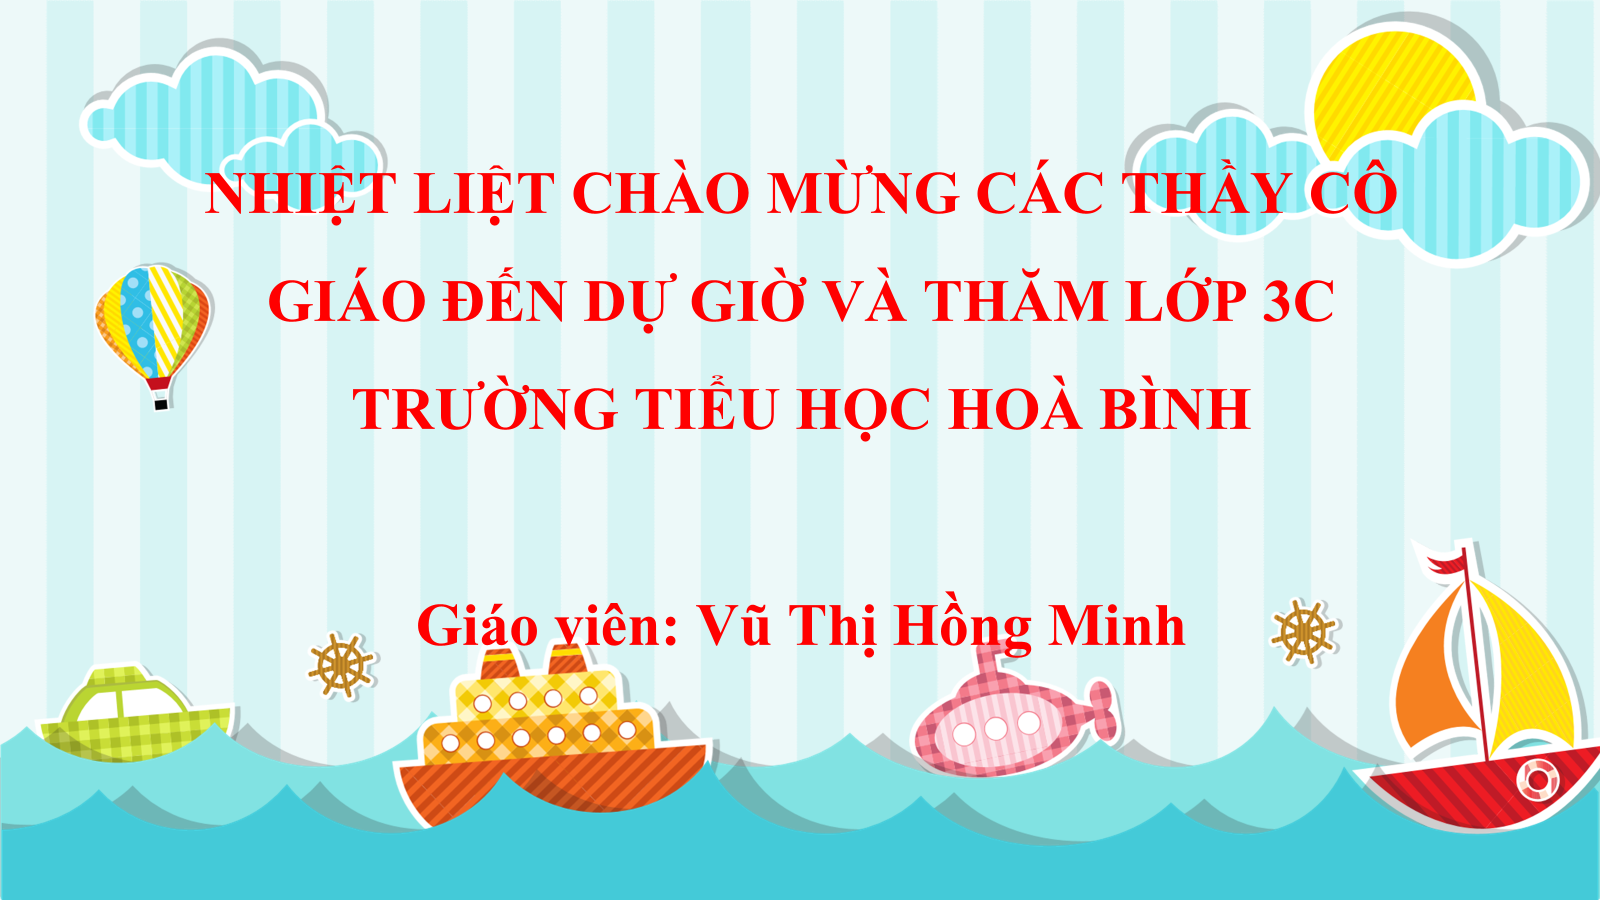 NHIỆT LIỆT CHÀO MỪNG CÁC THẦY CÔ
GIÁO ĐẾN DỰ GIỜ VÀ THĂM LỚP 3C
TRƯỜNG TIỂU HỌC HOÀ BÌNH
Giáo viên: Vũ Thị Hồng Minh